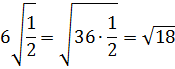 6√(1/2) = √(36·1/2) = √18